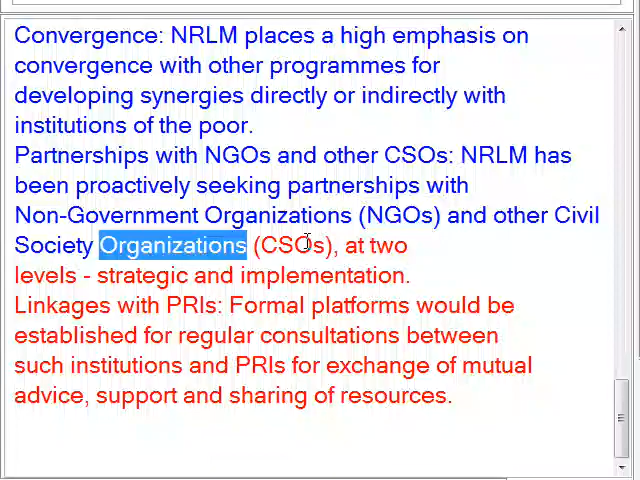 Convergence: NRLM places a high emphasis on
convergence with other programmes for
developing synergies directly or indirectly with
institutions of the poor.
Partnerships with NGOs and other CSOs: NRLM has
been proactively seeking partnerships with
Non-Government Organizations (NGOs) and other Civil
Society Organizations (CSOs), at two
levels - strategic and implementation.
Linkages with PRIs: Formal platforms would be
established for regular consultations between
such institutions and PRIs for exchange of mutual
advice, support and sharing of resources.